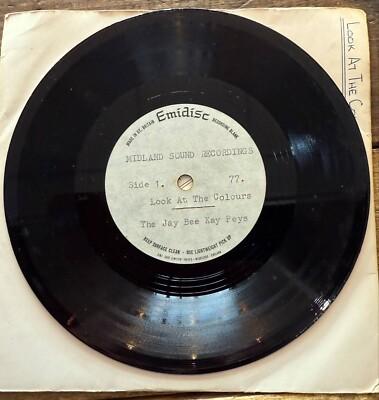 LOOK AT THE
Emidisc
MADE IN GT. BRITAIN
RECORDING BLANK
MIDLAND SOUND RECORDINGS
Side 1. 77.
Look At The Colours
The Jay Bee Kay Peys
KEEP SURFACE CLEAN - USE LIGHTWEIGHT PICK UP